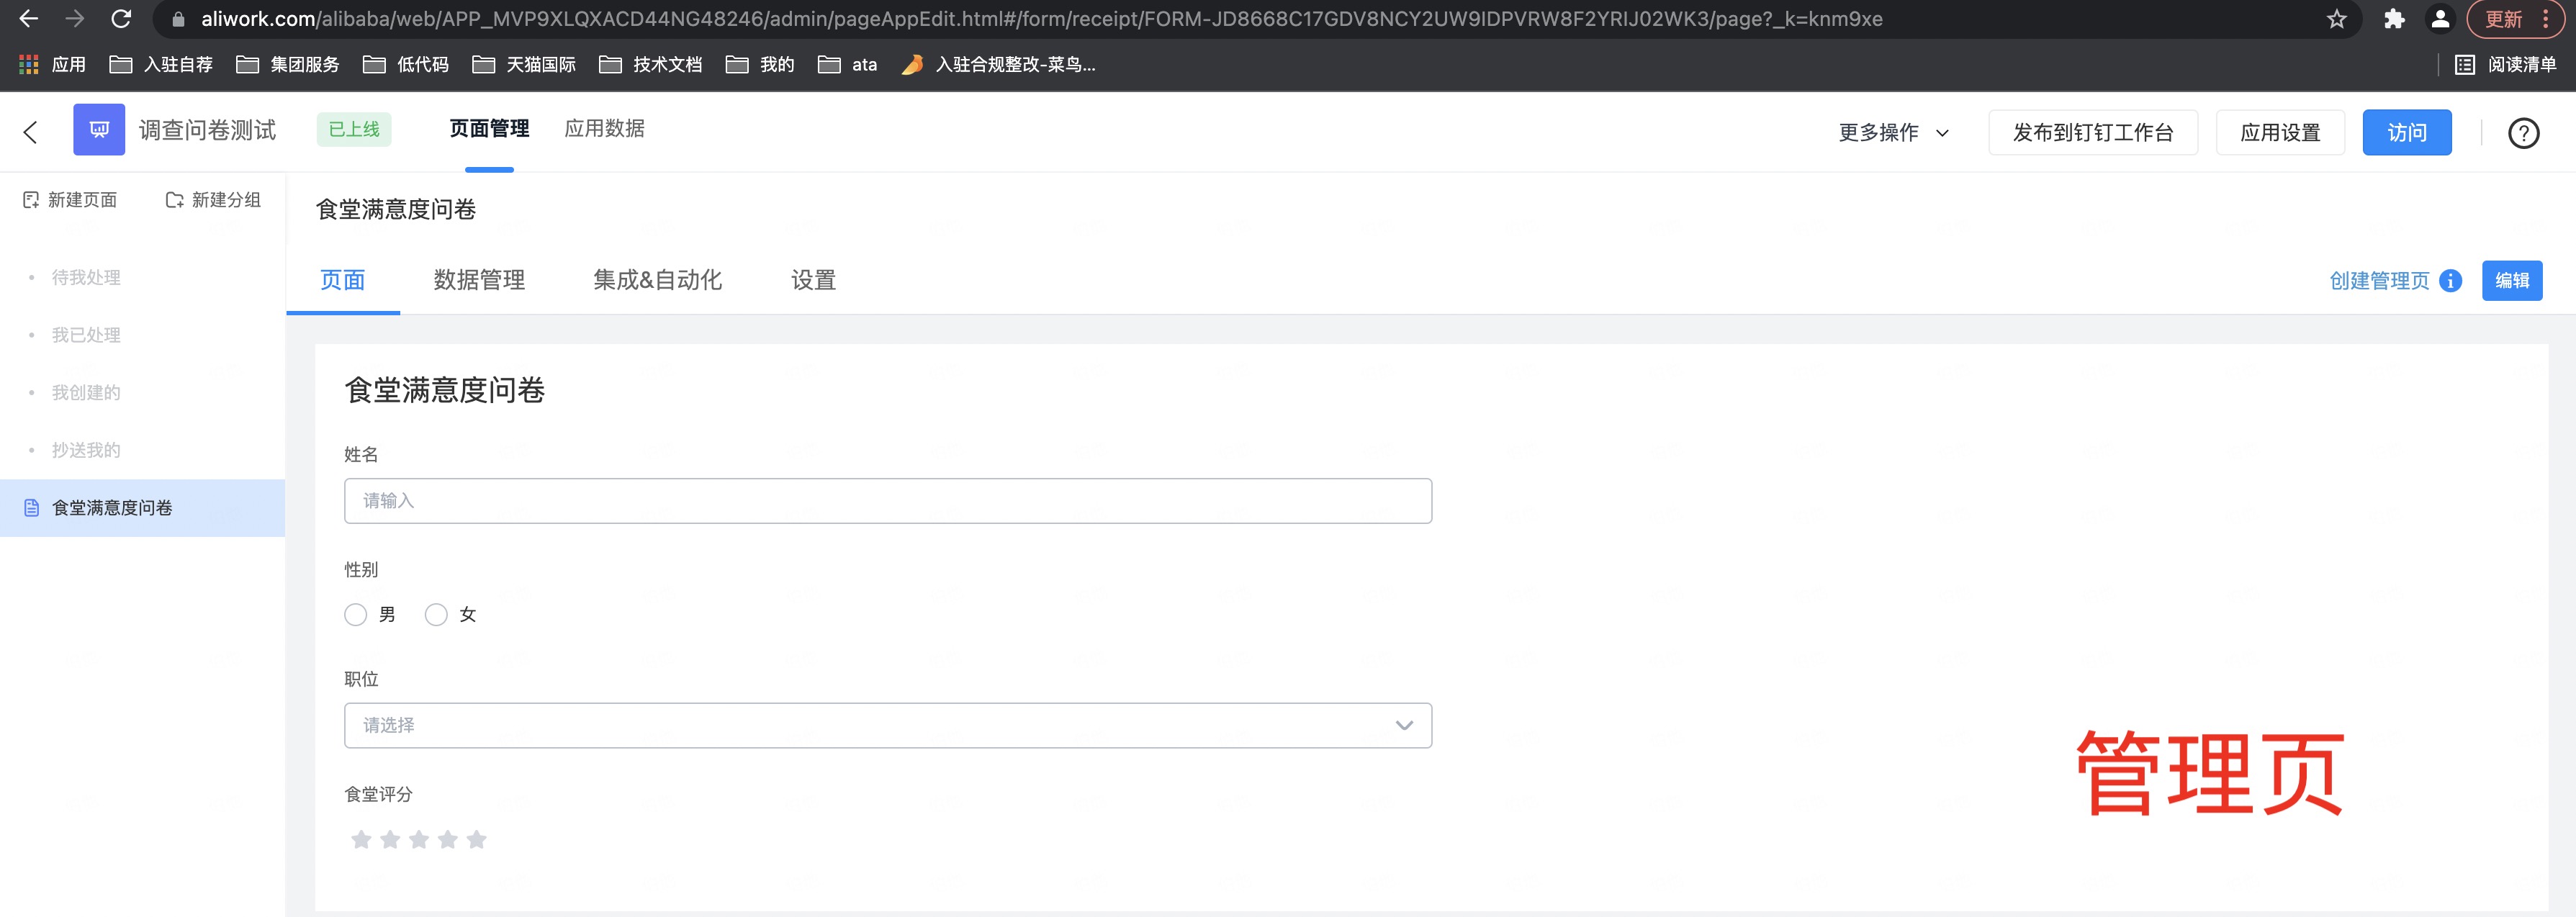 aliwork.com/alibaba/web/APP_MVP9XLQXACD44NG48246/admin/pageAppEdit.html#/form/receipt/FORM-JD8668C17GDV8NCY2UW9IDPVRW8F2YRIJ02WK3/page?_k=knm9xe 更新
应用 入驻自荐 集团服务 低代码 天猫国际 技术文档 我的 ata 入驻合规整改-菜鸟... 阅读清单
调查问卷测试 已上线 页面管理 应用数据 更多操作 发布到钉钉工作台 应用设置 访问
新建页面 新建分组
食堂满意度问卷
页面 数据管理 集成&自动化 设置 创建管理页 编辑
待我处理
我已处理
我创建的
抄送我的
食堂满意度问卷
食堂满意度问卷
姓名
请输入
性别
男 女
职位
请选择
管理页
食堂评分